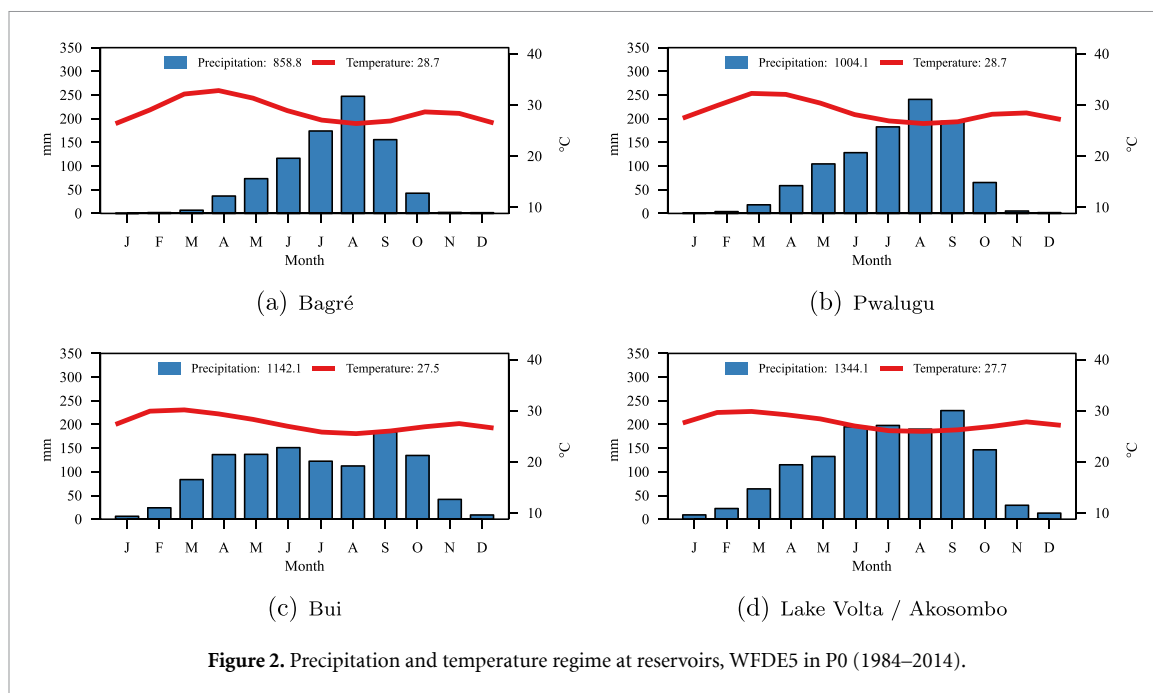 350
300
250
200
150
100
50
0
mm
Precipitation: 858.8 Temperature: 28.7
40
30
20
10
°C
J F M A M J J A S O N D
Month
(a) Bagré
350
300
250
200
150
100
50
0
mm
Precipitation: 1004.1 Temperature: 28.7
40
30
20
10
°C
J F M A M J J A S O N D
Month
(b) Pwalugu
350
300
250
200
150
100
50
0
mm
Precipitation: 1142.1 Temperature: 27.5
40
30
20
10
°C
J F M A M J J A S O N D
Month
(c) Bui
350
300
250
200
150
100
50
0
mm
Precipitation: 1344.1 Temperature: 27.7
40
30
20
10
°C
J F M A M J J A S O N D
Month
(d) Lake Volta / Akosombo
Figure 2. Precipitation and temperature regime at reservoirs, WFDE5 in P0 (1984–2014).